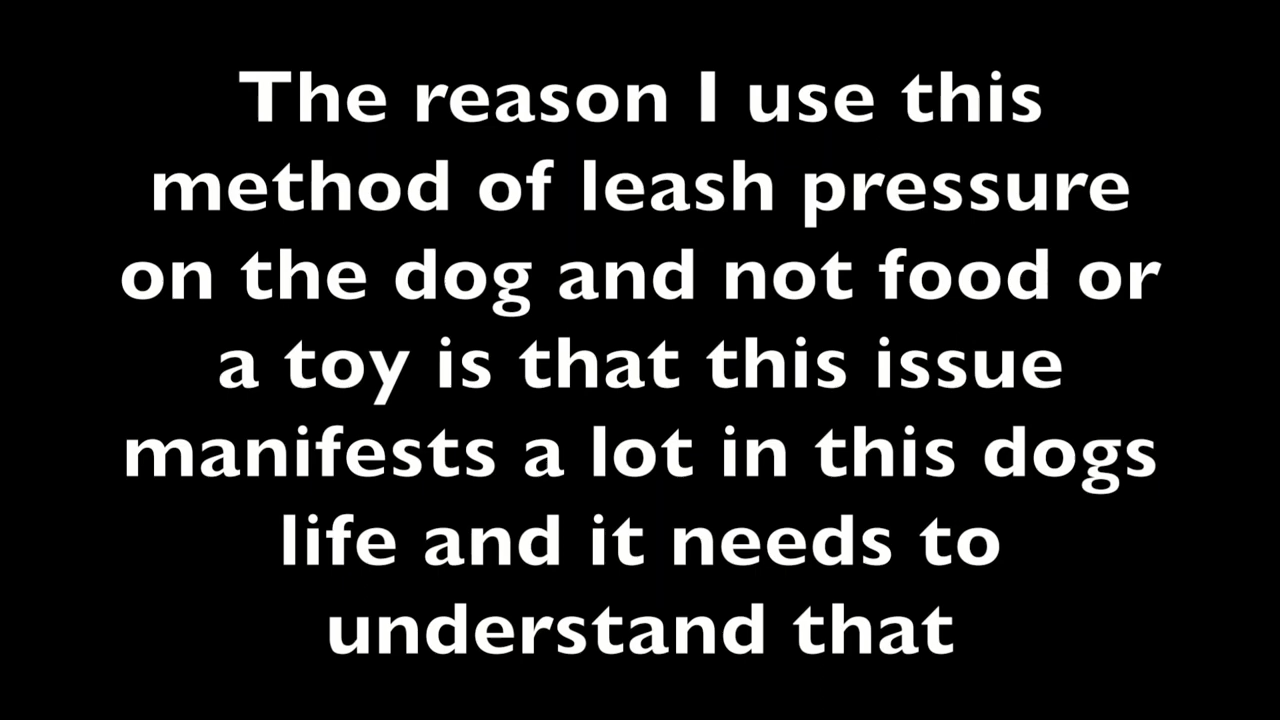 The reason I use this
method of leash pressure
on the dog and not food or
a toy is that this issue
manifests a lot in this dogs
life and it needs to
understand that